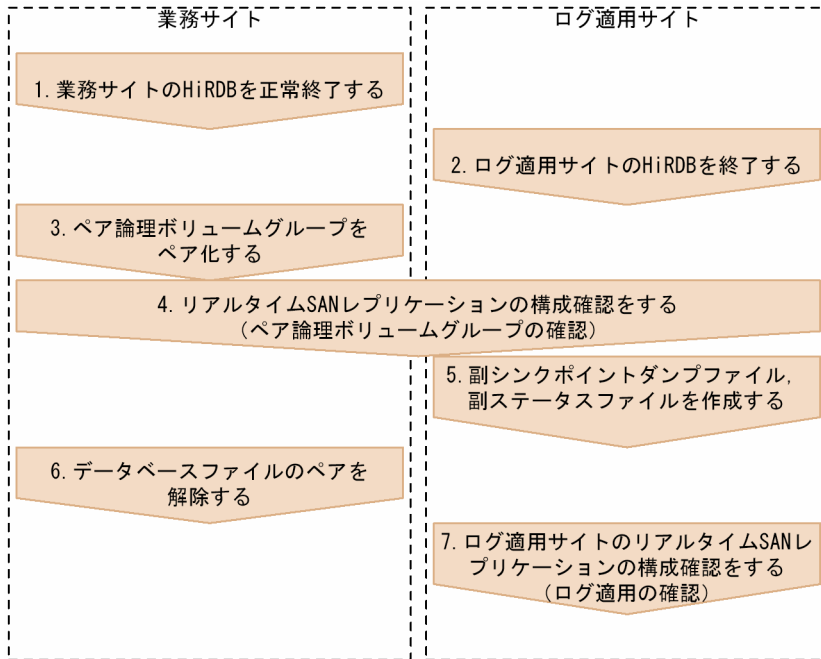 業務サイト
ログ適用サイト
1. 業務サイトのHiRDBを正常終了する
2. ログ適用サイトのHiRDBを終了する
3. ペア論理ボリュームグループを
ペア化する
4. リアルタイムSANレプリケーションの構成確認をする
（ペア論理ボリュームグループの確認）
5. 副シンクポイントダンプファイル,
副ステータスファイルを作成する
6. データベースファイルのペアを
解除する
7. ログ適用サイトのリアルタイムSANレ
プリケーションの構成確認をする
（ログ適用の確認）